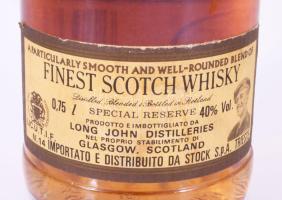 A PARTICULARLY SMOOTH AND WELL-ROUNDED BLEND OF
FINEST SCOTCH WHISKY
Distilled, Blended & Bottled in Scotland
0,75 l SPECIAL RESERVE 40% Vol.
PRODOTTO E IMBOTTIGLIATO DA
LONG JOHN DISTILLERIES
NEL PROPRIO STABILIMENTO DI
GLASGOW, SCOTLAND
U.T.I.F.
N. 14
IMPORTATO E DISTRIBUITO DA STOCK S.p.A.